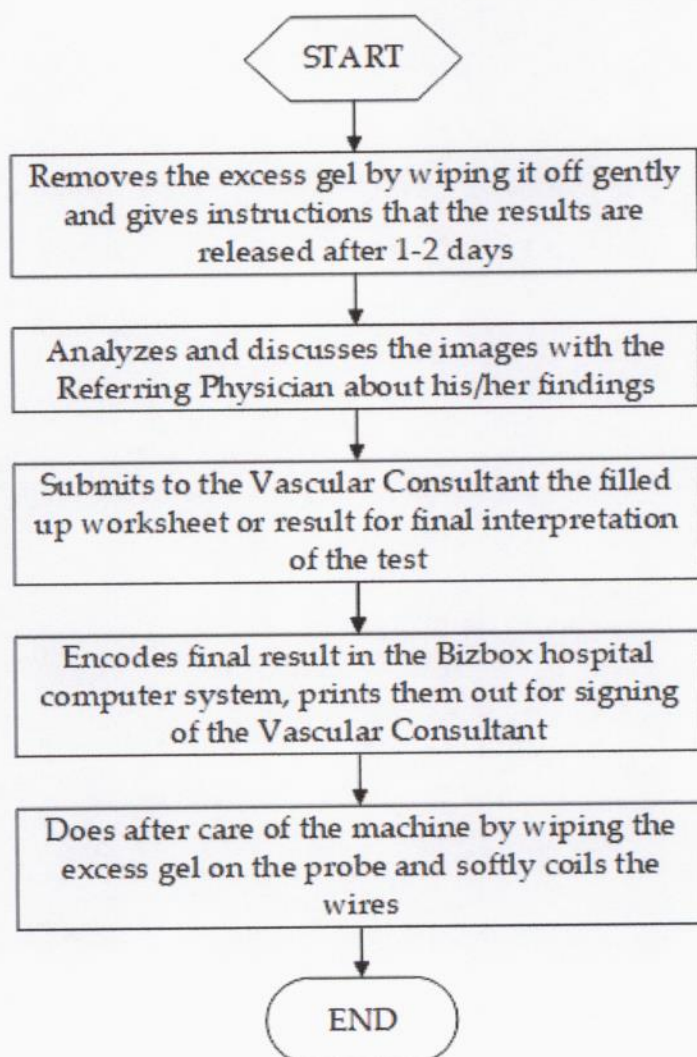 START
Removes the excess gel by wiping it off gently
and gives instructions that the results are
released after 1-2 days
Analyzes and discusses the images with the
Referring Physician about his/her findings
Submits to the Vascular Consultant the filled
up worksheet or result for final interpretation
of the test
Encodes final result in the Bizbox hospital
computer system, prints them out for signing
of the Vascular Consultant
Does after care of the machine by wiping the
excess gel on the probe and softly coils the
wires
END